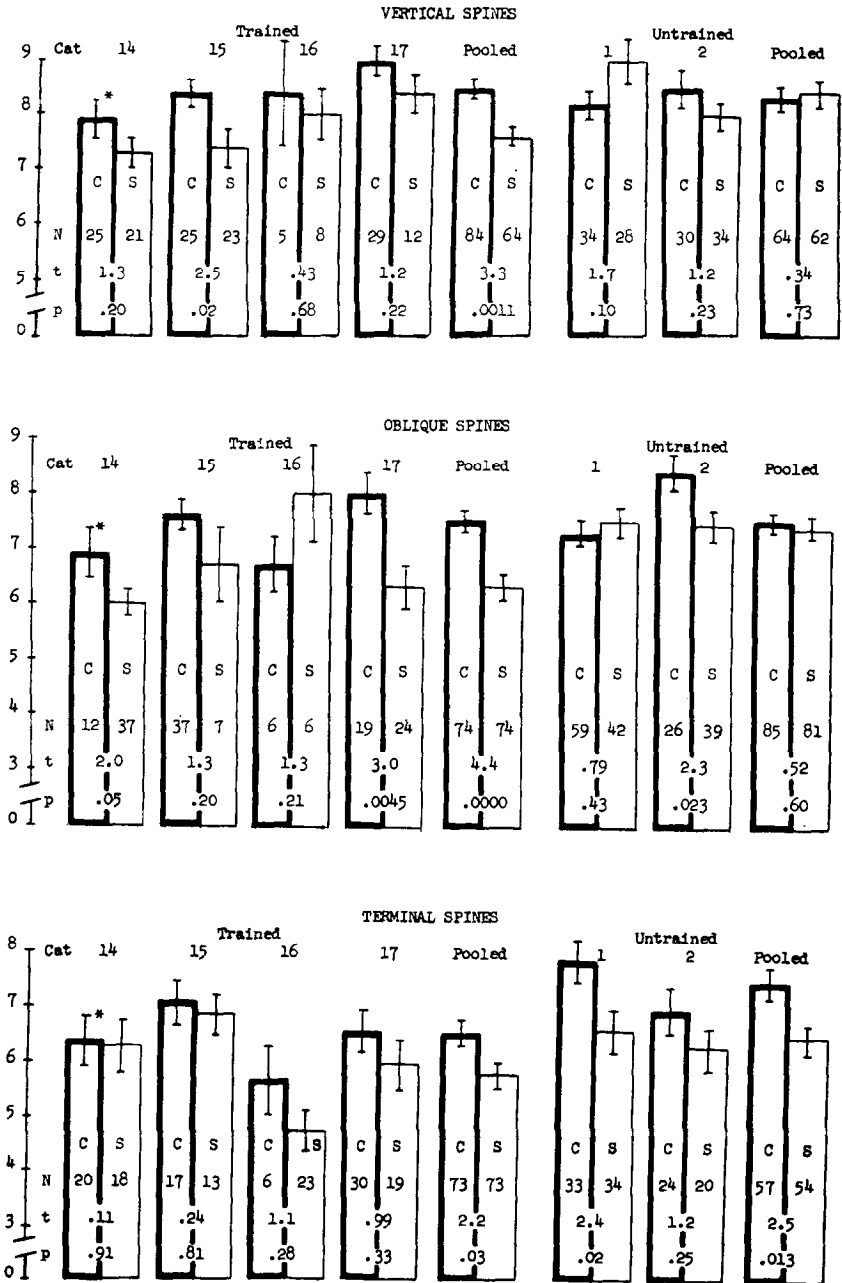 VERTICAL SPINES
Trained Untrained
Cat 14 15 16 17 Pooled 1 2 Pooled
9
*
8
7
C S C S C S C S C S C S C S C S
6
N 25 21 25 23 5 8 29 12 84 64 34 28 30 34 64 62
5 t 1.3 2.5 .43 1.2 3.3 1.7 1.2 .34
P .20 .02 .68 .22 .0011 .10 .23 .73
0
OBLIQUE SPINES
9
Trained Untrained
Cat 14 15 16 17 Pooled 1 2 Pooled
8
*
7
6
5
C S C S C S C S C S C S C S C S
4
N 12 37 37 7 6 6 19 24 74 74 59 42 26 39 85 81
3 t 2.0 1.3 1.3 3.0 4.4 .79 2.3 .52
P .05 .20 .21 .0045 .0000 .43 .023 .60
0
TERMINAL SPINES
Trained Untrained
8 Cat 14 15 16 17 Pooled 1 2 Pooled
7
*
6
5
C S C S C S C S C S C S C S C S
4
N 20 18 17 13 6 23 30 19 73 73 33 34 24 20 57 54
3 t .11 .24 1.1 .99 2.2 2.4 1.2 2.5
P .91 .81 .28 .33 .03 .02 .25 .013
0